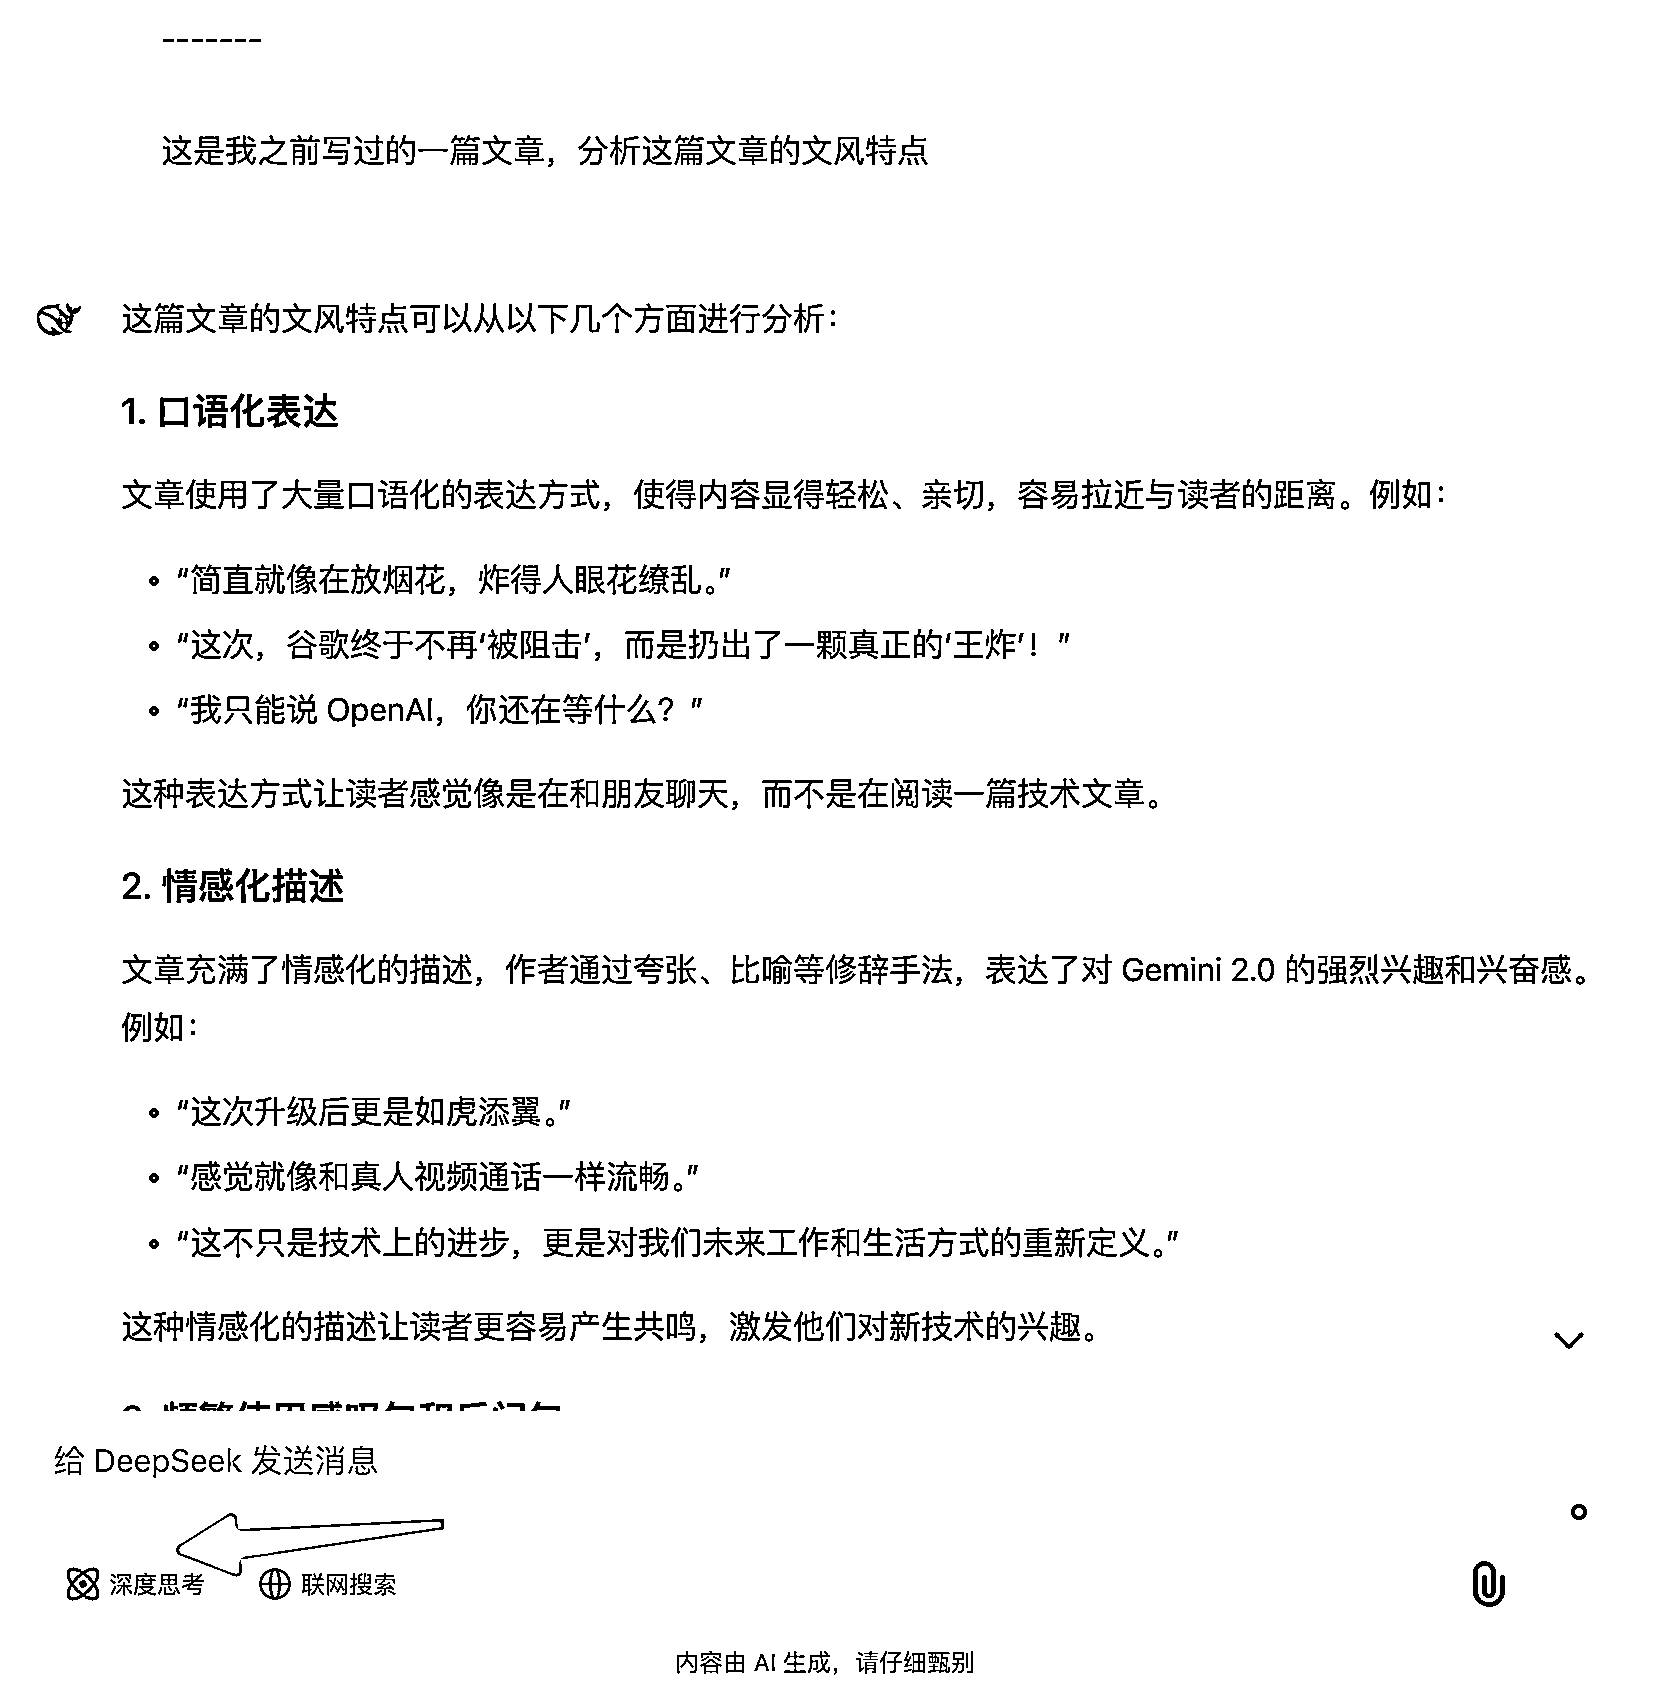 -------
这是我之前写过的一篇文章，分析这篇文章的文风特点
这篇文章的文风特点可以从以下几个方面进行分析：
1. 口语化表达
文章使用了大量口语化的表达方式，使得内容显得轻松、亲切，容易拉近与读者的距离。例如：
• “简直就像在放烟花，炸得人眼花缭乱。”
• “这次，谷歌终于不再‘被阻击’，而是扔出了一颗真正的‘王炸’！”
• “我只能说 OpenAI，你还在等什么？”
这种表达方式让读者感觉像是在和朋友聊天，而不是在阅读一篇技术文章。
2. 情感化描述
文章充满了情感化的描述，作者通过夸张、比喻等修辞手法，表达了对 Gemini 2.0 的强烈兴趣和兴奋感。
例如：
• “这次升级后更是如虎添翼。”
• “感觉就像和真人视频通话一样流畅。”
• “这不只是技术上的进步，更是对我们未来工作和生活方式的重新定义。”
这种情感化的描述让读者更容易产生共鸣，激发他们对新技术的兴趣。
给 DeepSeek 发送消息
深度思考 联网搜索
内容由 AI 生成，请仔细甄别